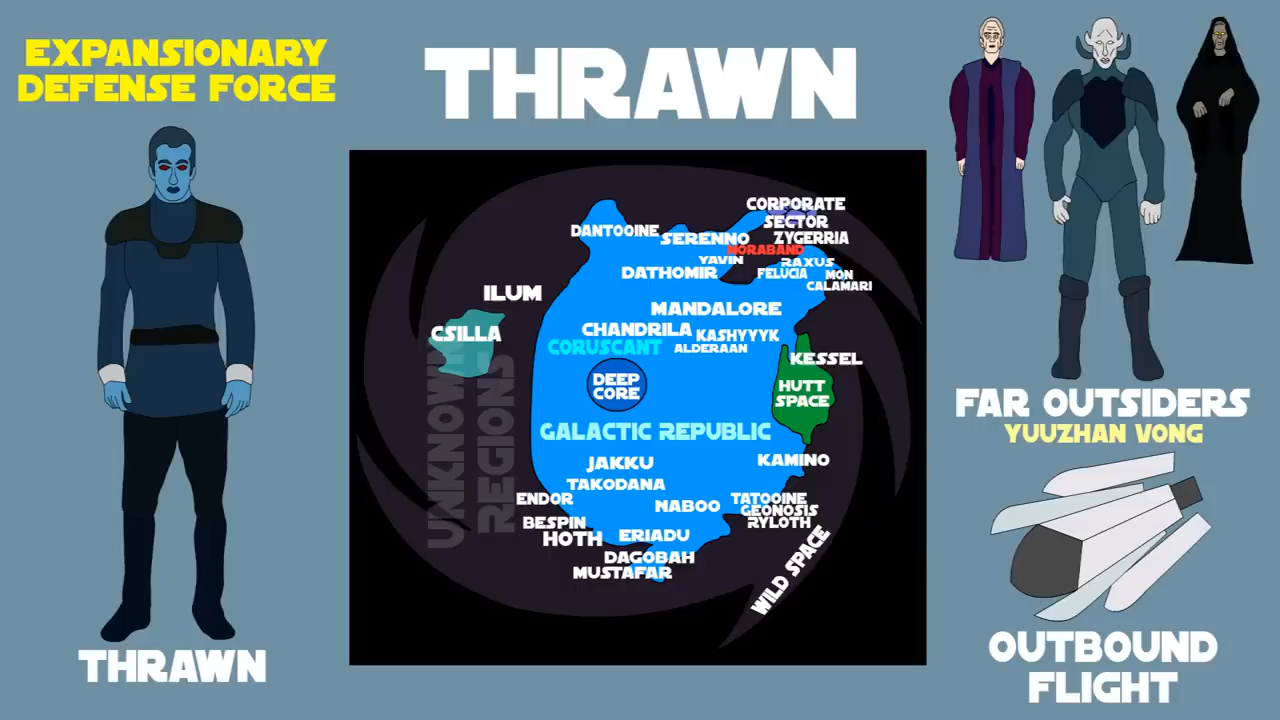 EXPANSIONARY
DEFENSE FORCE
THRAWN
THRAWN
CORPORATE
SECTOR
DANTOOINE
SERENNO
ZYGERRIA
MORABAND
YAVIN
RAXUS
DATHOMIR
FELUCIA
MON
CALAMARI
ILUM
MANDALORE
CSILLA
CHANDRILA
KASHYYYK
CORUSCANT
ALDERAAN
KESSEL
DEEP
CORE
HUTT
SPACE
UNKNOWN
REGIONS
GALACTIC REPUBLIC
JAKKU
KAMINO
TAKODANA
ENDOR
NABOO
TATOOINE
GEONOSIS
RYLOTH
BESPIN
HOTH
ERIADU
DAGOBAH
MUSTAFAR
WILD SPACE
FAR OUTSIDERS
YUUZHAN VONG
OUTBOUND
FLIGHT